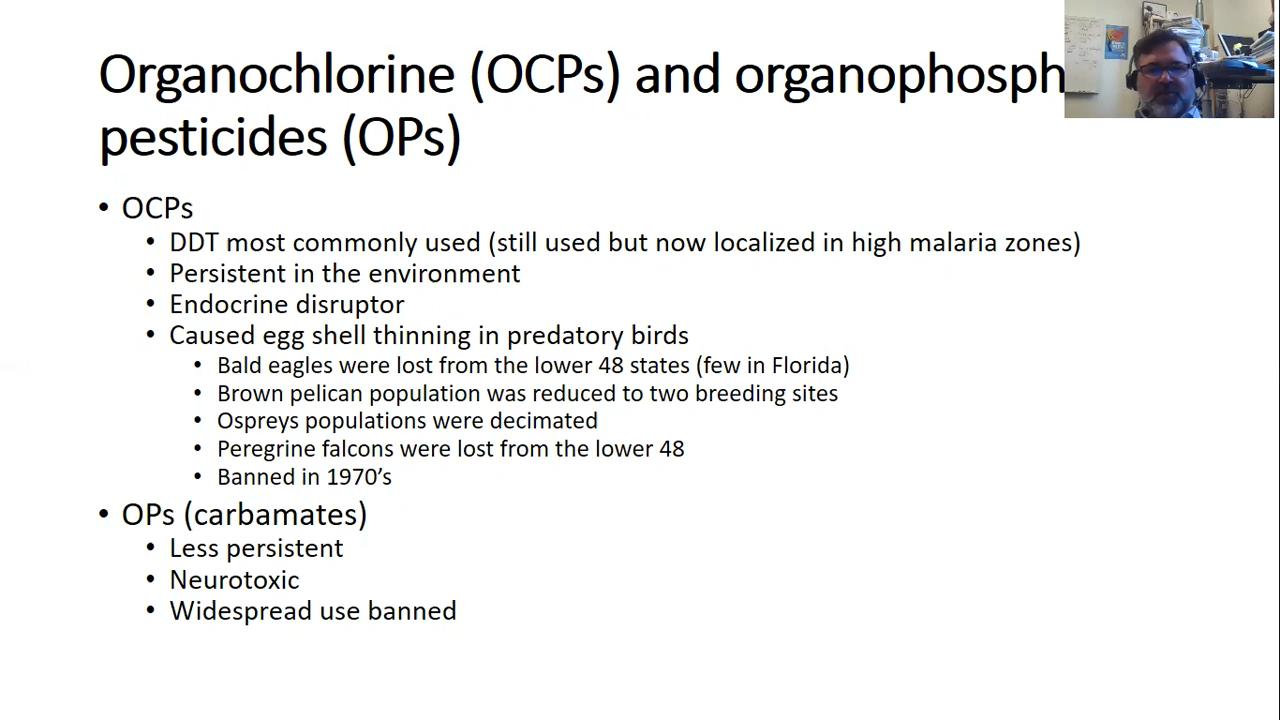 Organochlorine (OCPs) and organophosph
pesticides (OPs)
• OCPs
• DDT most commonly used (still used but now localized in high malaria zones)
• Persistent in the environment
• Endocrine disruptor
• Caused egg shell thinning in predatory birds
• Bald eagles were lost from the lower 48 states (few in Florida)
• Brown pelican population was reduced to two breeding sites
• Ospreys populations were decimated
• Peregrine falcons were lost from the lower 48
• Banned in 1970’s
• OPs (carbamates)
• Less persistent
• Neurotoxic
• Widespread use banned